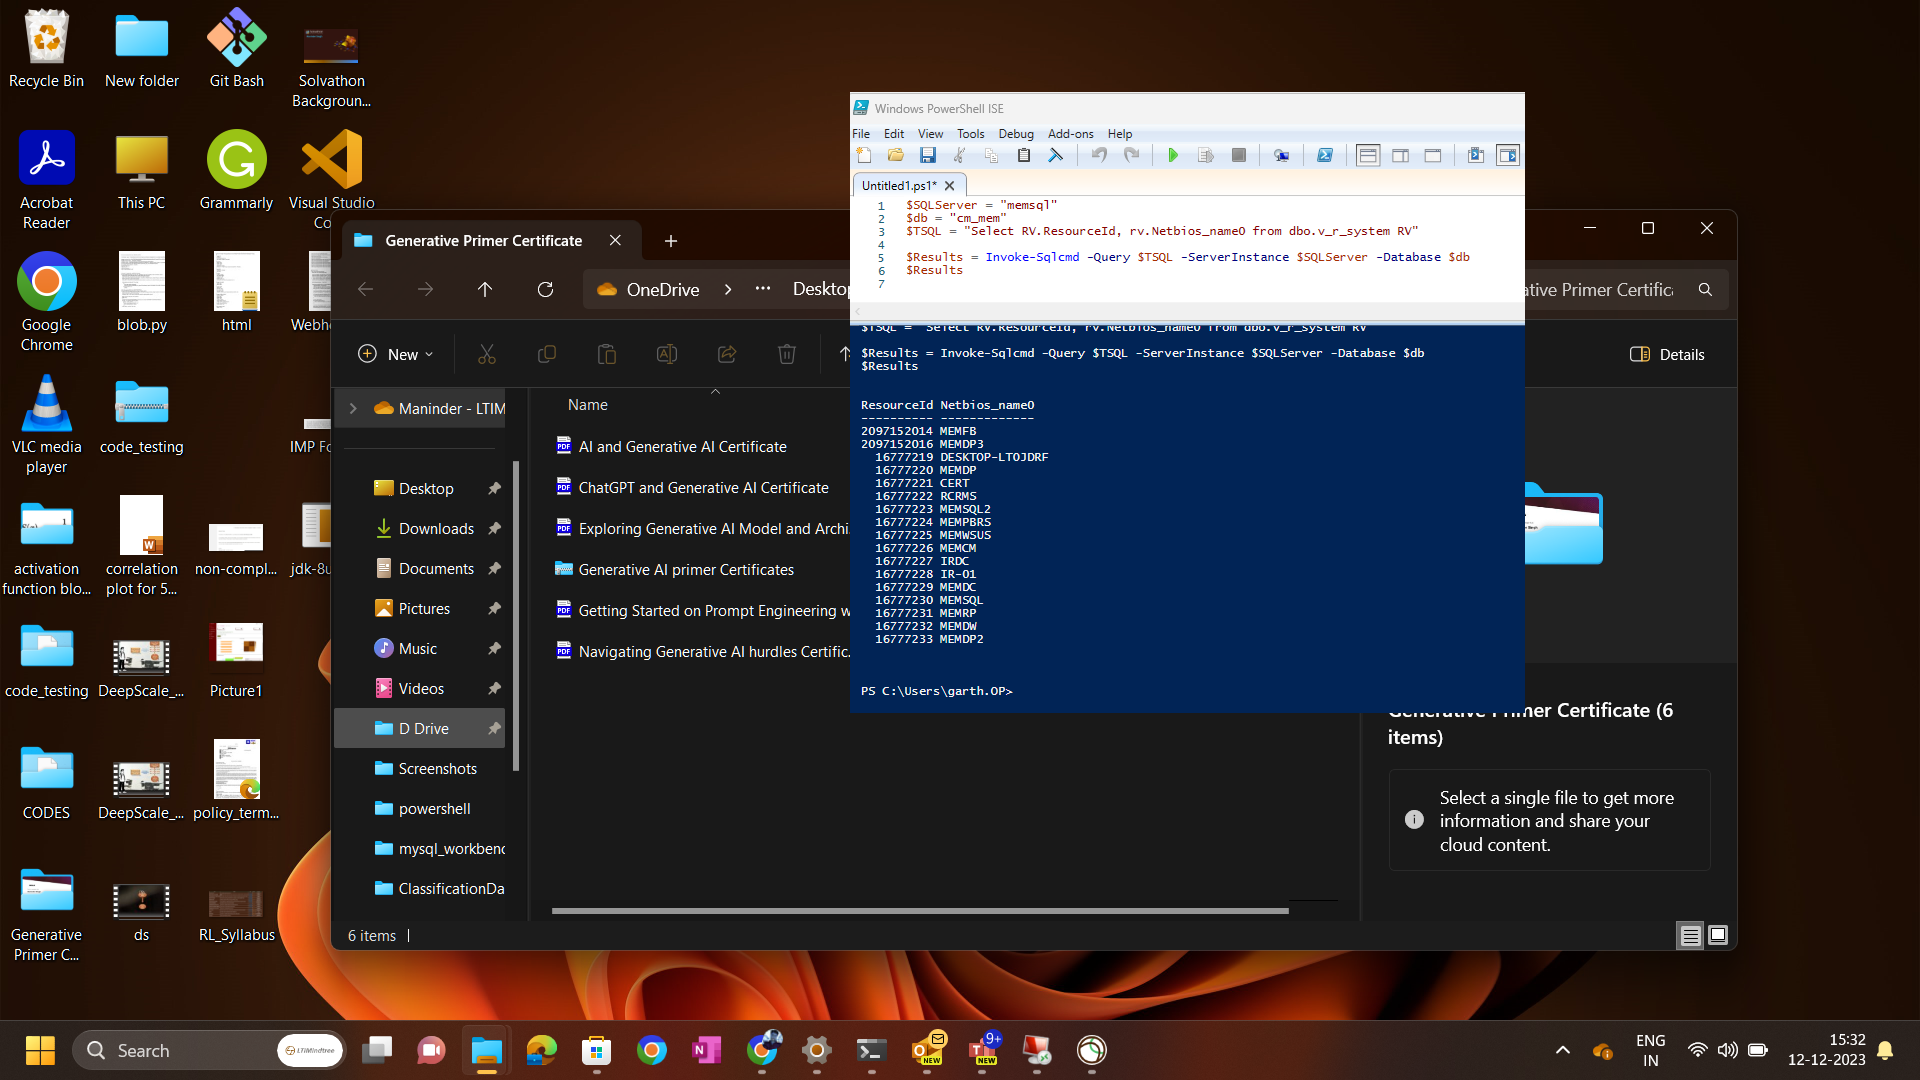 Recycle Bin
New folder
Git Bash
Solvathon
Backgroun...
Acrobat
Reader
This PC
Grammarly
Visual Studio
Co
Google
Chrome
blob.py
html
Webh
VLC media
player
code_testing
IMP Fo
activation
function blo...
correlation
plot for 5...
non-compl...
jdk-8u
code_testing
DeepScale_...
Picture1
CODES
DeepScale_...
policy_term...
Generative
Primer C...
ds
RL_Syllabus
Generative Primer Certificate
OneDrive
Deskto
ative Primer Certific
New
Details
Maninder - LTIM
Desktop
Downloads
Documents
Pictures
Music
Videos
D Drive
Screenshots
powershell
mysql_workben
ClassificationDa
Name
AI and Generative AI Certificate
ChatGPT and Generative AI Certificate
Exploring Generative AI Model and Archi.
Generative AI primer Certificates
Getting Started on Prompt Engineering w
Navigating Generative AI hurdles Certific.
6 items
Generative Primer Certificate (6
items)
Select a single file to get more
information and share your
cloud content.
Windows PowerShell ISE
File Edit View Tools Debug Add-ons Help
Untitled1.ps1*
1 $SQLServer = "memsql"
2 $db = "cm_mem"
3 $TSQL = "Select RV.ResourceId, rv.Netbios_name0 from dbo.v_r_system RV"
4
5 $Results = Invoke-Sqlcmd -Query $TSQL -ServerInstance $SQLServer -Database $db
6 $Results
7
$TSQL = "Select RV.ResourceId, rv.Netbios_name0 from dbo.v_r_system RV"
$Results = Invoke-Sqlcmd -Query $TSQL -ServerInstance $SQLServer -Database $db
$Results
ResourceId Netbios_name0
---------- -------------
2097152014 MEMFB
2097152016 MEMDP3
16777219 DESKTOP-LTOJDRF
16777220 MEMDP
16777221 CERT
16777222 RCRMS
16777223 MEMSQL2
16777224 MEMPBRS
16777225 MEMWSUS
16777226 MEMCM
16777227 IRDC
16777228 IR-01
16777229 MEMDC
16777230 MEMSQL
16777231 MEMRP
16777232 MEMDW
16777233 MEMDP2
PS C:\Users\garth.OP>
Search
LTIMindtree
NEW
9+
NEW
ENG
IN
15:32
12-12-2023